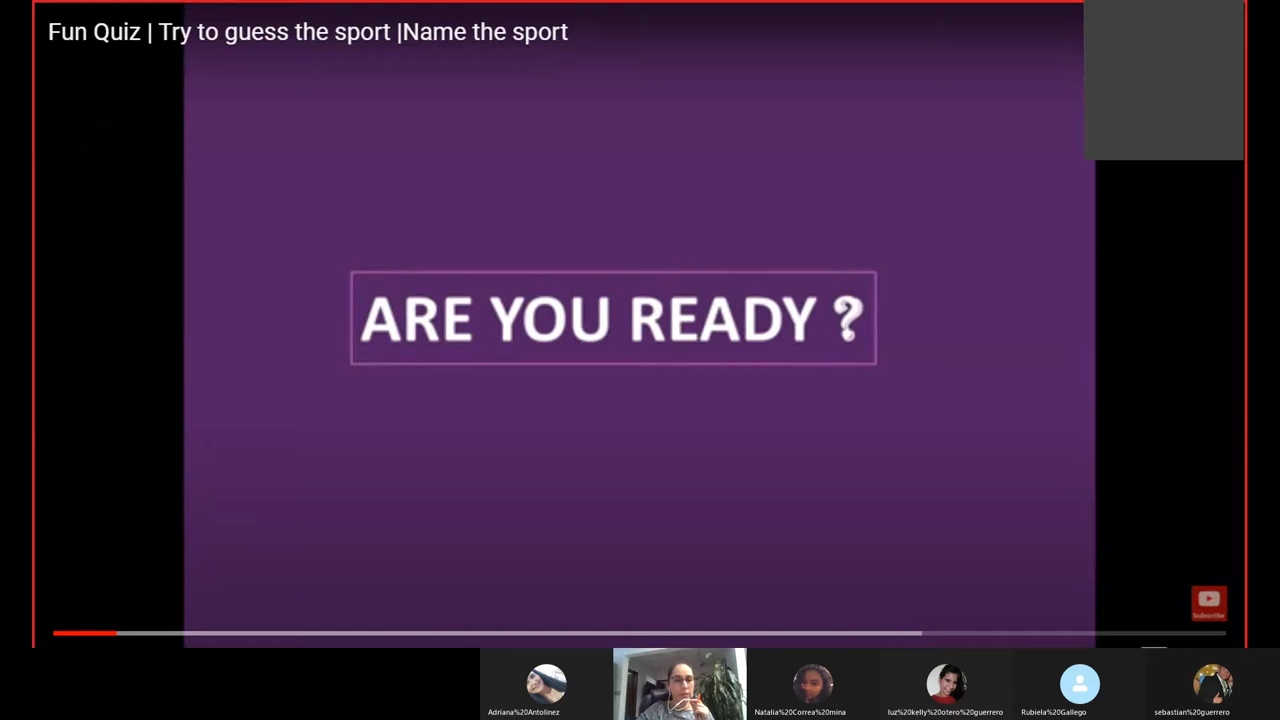 Fun Quiz | Try to guess the sport |Name the sport
ARE YOU READY ?
Subscribe
Adriana%20Antolinez
Natalia%20Correa%20mina
luz%20kelly%20otero%20guerrero
Rubiela%20Gallego
sebastian%20guerrero